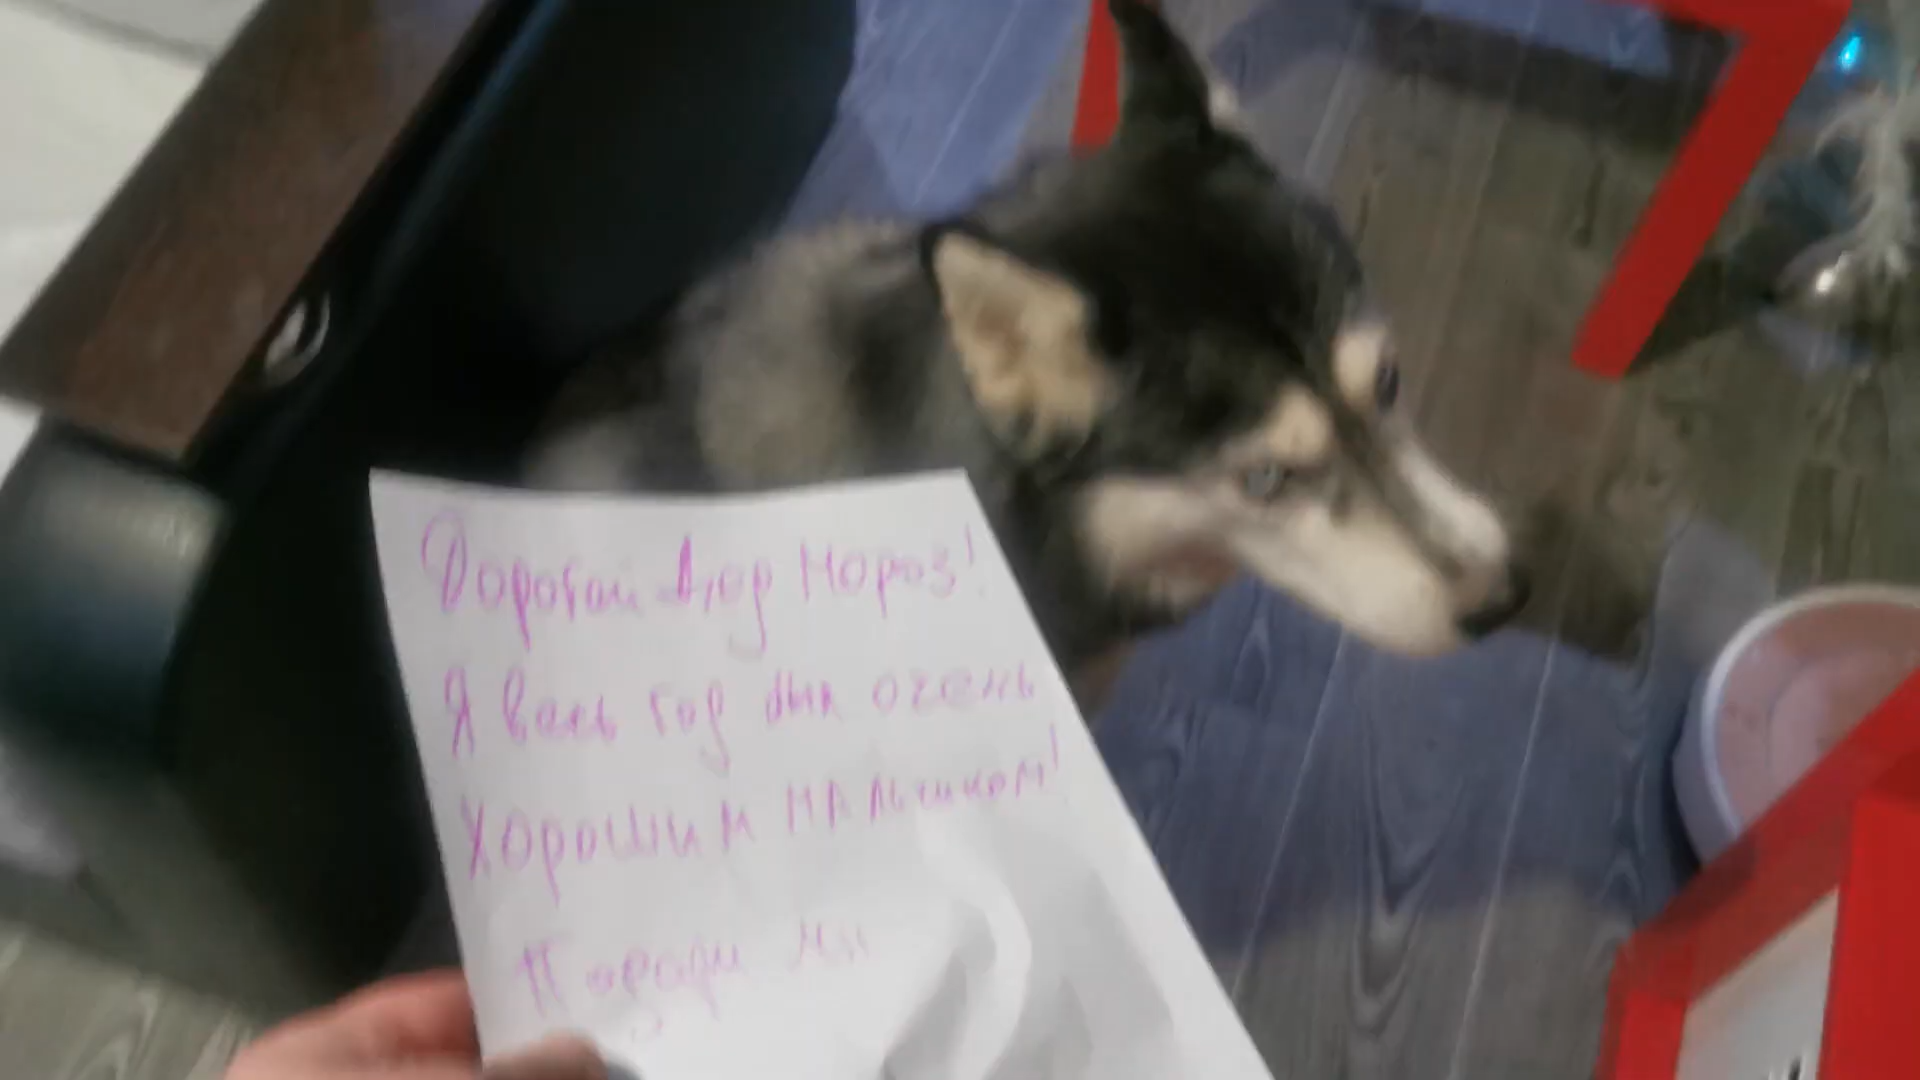 Дорогой Дед Мороз!
Я весь год был очень
хорошим мальчиком!
Подари